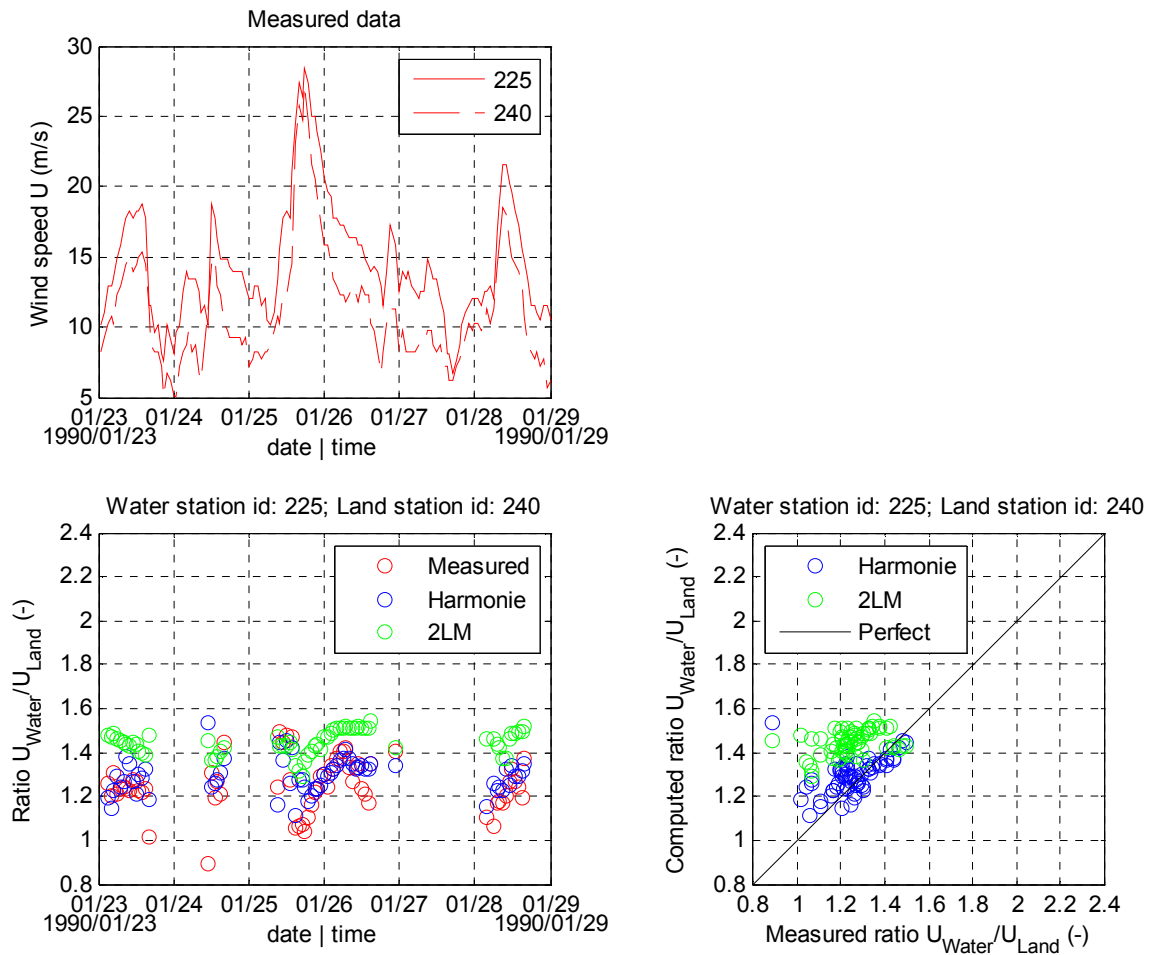 Measured data
Wind speed U (m/s)
30
25
20
15
10
5
225
240
01/23 01/24 01/25 01/26 01/27 01/28 01/29
1990/01/23 1990/01/29
date | time
Water station id: 225; Land station id: 240
Ratio U_Water/U_Land (-)
2.4
2.2
2
1.8
1.6
1.4
1.2
1
0.8
Measured
Harmonie
2LM
01/23 01/24 01/25 01/26 01/27 01/28 01/29
1990/01/23 1990/01/29
date | time
Water station id: 225; Land station id: 240
Computed ratio U_Water/U_Land (-)
2.4
2.2
2
1.8
1.6
1.4
1.2
1
0.8
Harmonie
2LM
Perfect
0.8 1 1.2 1.4 1.6 1.8 2 2.2 2.4
Measured ratio U_Water/U_Land (-)